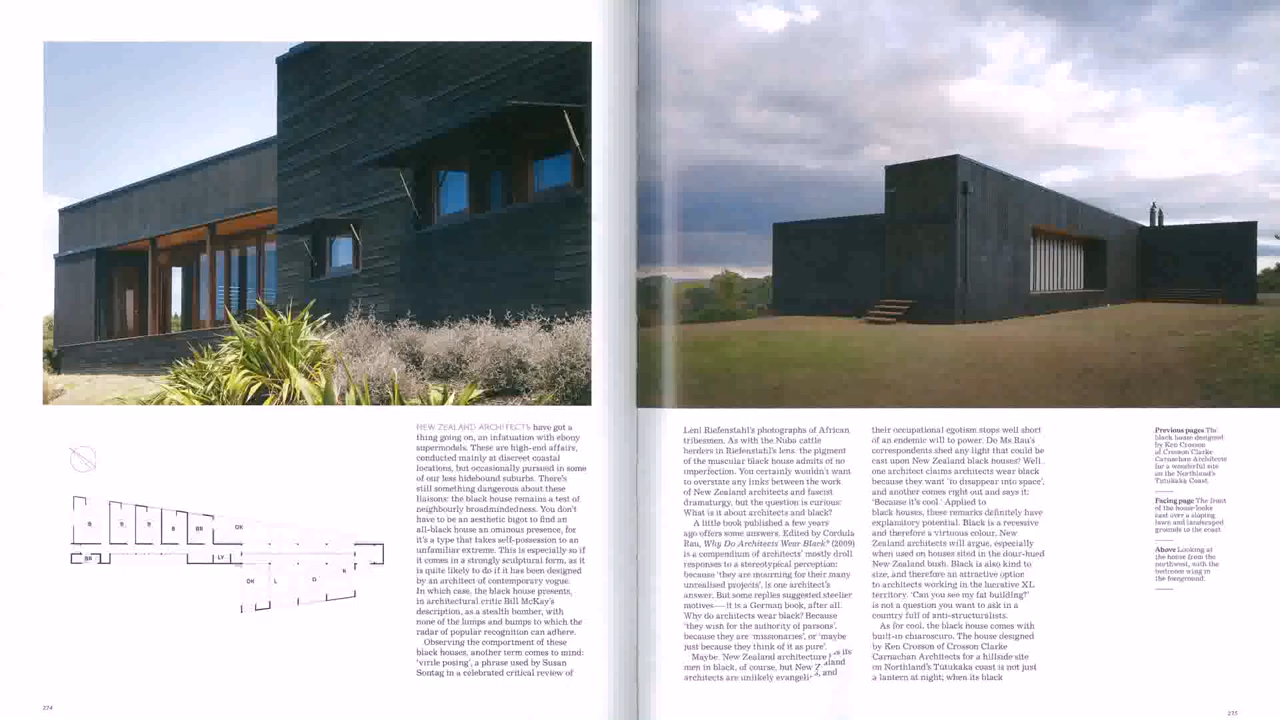 NEW ZEALAND ARCHITECTS have got a
thing going on, an infatuation with ebony
supermodels. These are high-end affairs,
conducted mainly at discreet coastal
locations, but occasionally pursued in some
of our less hidebound suburbs. There's
still something dangerous about these
liaisons: the black house remains a test of
neighbourly broadmindedness. You don't
have to be an aesthetic bigot to find an
all-black house an ominous presence, for
it's a type that takes self-possession to an
unfamiliar extreme. This is especially so if
it comes in a strongly sculptural form, as it
is quite likely to do if it has been designed
by an architect of contemporary vogue.
In which case, the black house presents,
in architectural critic Bill McKay's
description, as a stealth bomber, with
none of the lumps and bumps to which the
radar of popular recognition can adhere.
Observing the comportment of these
black houses, another term comes to mind:
'virile posing', a phrase used by Susan
Sontag in a celebrated critical review of
B
B
B
B
BR
DK
BR
LY
DK
L
D
K
274
Leni Riefenstahl's photographs of African
tribesmen. As with the Nubo cattle
herders in Riefenstahl's lens, the pigment
of the muscular black house admits of no
imperfection. You certainly wouldn't want
to overstate any links between the work
of New Zealand architects and fascist
dramaturgy, but the question is curious:
What is it about architects and black?
A little book published a few years
ago offers some answers. Edited by Cordula
Rau, Why Do Architects Wear Black? (2009)
is a compendium of architects' mostly droll
responses to a stereotypical perception:
because 'they are mourning for their many
unrealised projects', is one architect's
answer. But some replies suggested steelier
motives—it is a German book, after all.
Why do architects wear black? Because
'they wish for the authority of parsons',
because they are 'missionaries', or 'maybe
just because they think of it as pure'.
Maybe. New Zealand architecture as its
men in black, of course, but New Zealand
architects are unlikely and
their occupational egotism stops well short
of an endemic will to power. Do Ms Rau's
correspondents shed any light that could be
cast upon New Zealand black houses? Well,
one architect claims architects wear black
because they want 'to disappear into space',
and another comes right out and says it:
'Because it's cool.' Applied to
black houses, these remarks definitely have
explanatory potential. Black is a recessive
and therefore a virtuous colour, New
Zealand architects will argue, especially
when used on houses sited in the dour-hued
New Zealand bush. Black is also kind to
size, and therefore an attractive option
to architects working in the lucrative XL
territory. 'Can you see my fat building?'
is not a question you want to ask in a
country full of anti-structuralists.
As for cool, the black house comes with
built-in chiaroscuro. The house designed
by Ken Crosson of Crosson Clarke
Carnachan Architects for a hillside site
on Northland's Tutukaka coast is not just
a lantern at night; when its black
Previous pages The
black house designed
by Ken Crosson
of Crosson Clarke
Carnachan Architects
for a wonderful site
on the Northland's
Tutukaka Coast.
Facing page The front
of the house looks
east over a sloping
lawn and landscaped
grounds to the coast.
Above Looking at
the house from the
northwest, with the
bedroom wing in
the foreground.
275